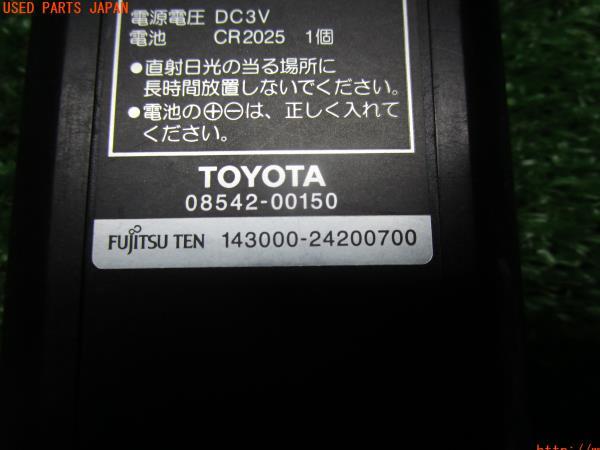 USED PARTS JAPAN
電源電圧 DC3V
電池 CR2025 1個
●直射日光の当る場所に
長時間放置しないでください。
●電池の⊕⊖は、正しく入れて
ください。
TOYOTA
08542-00150
FUJITSU TEN 143000-24200700